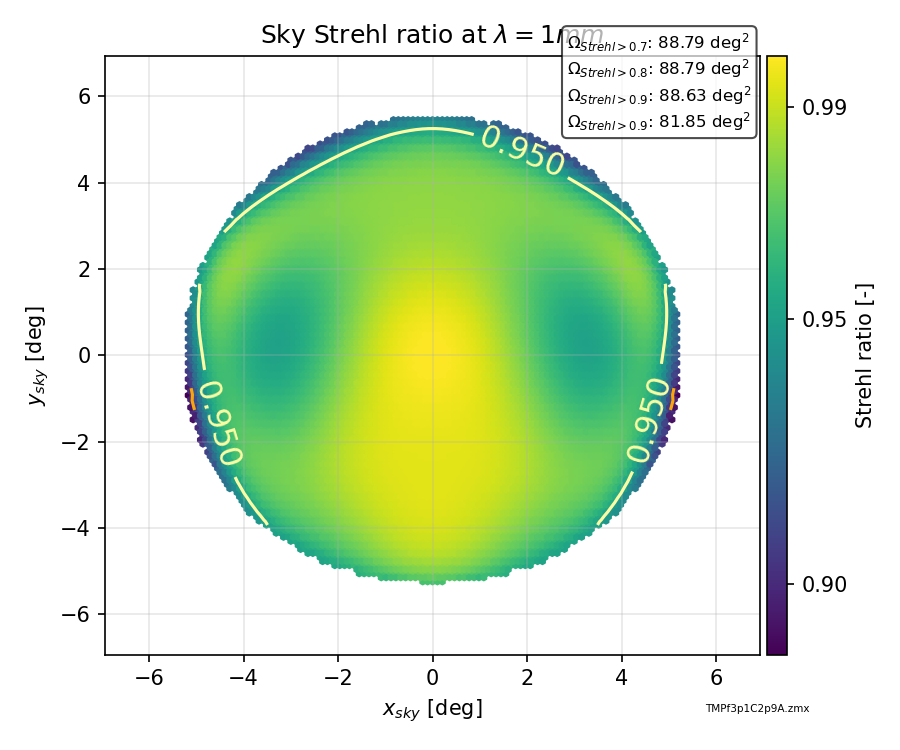 Sky Strehl ratio at λ = 1mm
Ω_Strehl>0.7: 88.79 deg²
Ω_Strehl>0.8: 88.79 deg²
Ω_Strehl>0.9: 88.63 deg²
Ω_Strehl>0.9: 81.85 deg²
0.950
0.950
0.950
6
4
2
0
−2
−4
−6
y_sky [deg]
−6 −4 −2 0 2 4 6
x_sky [deg]
0.99
0.95
0.90
Strehl ratio [-]
TMPf3p1C2p9A.zmx